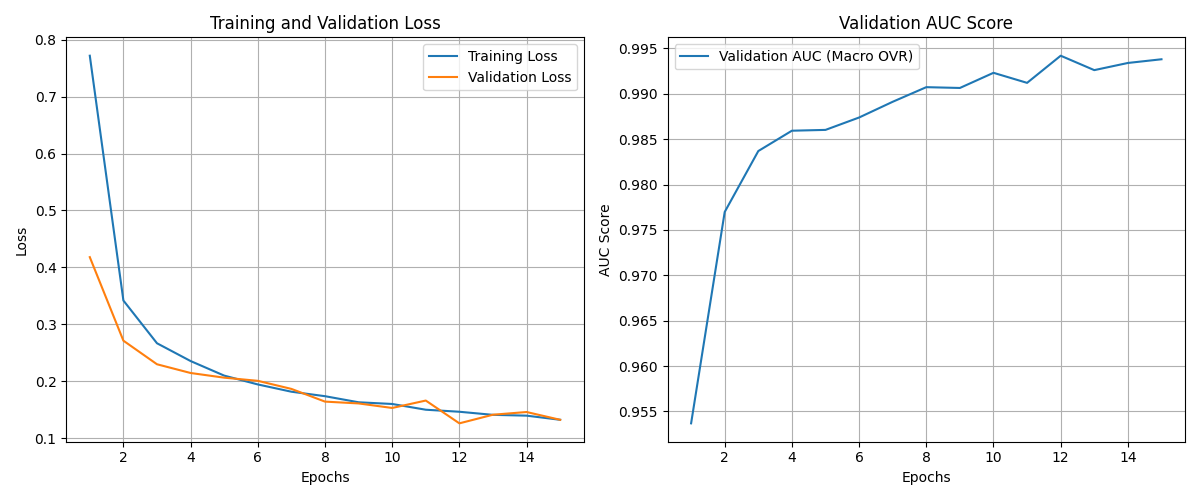 Training and Validation Loss
Training Loss
Validation Loss
0.8
0.7
0.6
0.5
0.4
0.3
0.2
0.1
Loss
2 4 6 8 10 12 14
Epochs
Validation AUC Score
Validation AUC (Macro OVR)
0.995
0.990
0.985
0.980
0.975
0.970
0.965
0.960
0.955
AUC Score
2 4 6 8 10 12 14
Epochs